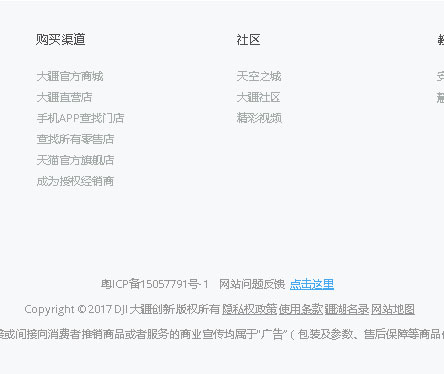 购买渠道
大疆官方商城
大疆直营店
手机APP查找门店
查找所有零售店
天猫官方旗舰店
成为授权经销商
社区
天空之城
大疆社区
精彩视频
粤ICP备15057791号-1 网站问题反馈 点击这里
Copyright © 2017 DJI 大疆创新 版权所有 隐私权政策 使用条款 疆湖名录 网站地图
或间接向消费者推销商品或者服务的商业宣传均属于“广告”（包装及参数、售后保障等商品